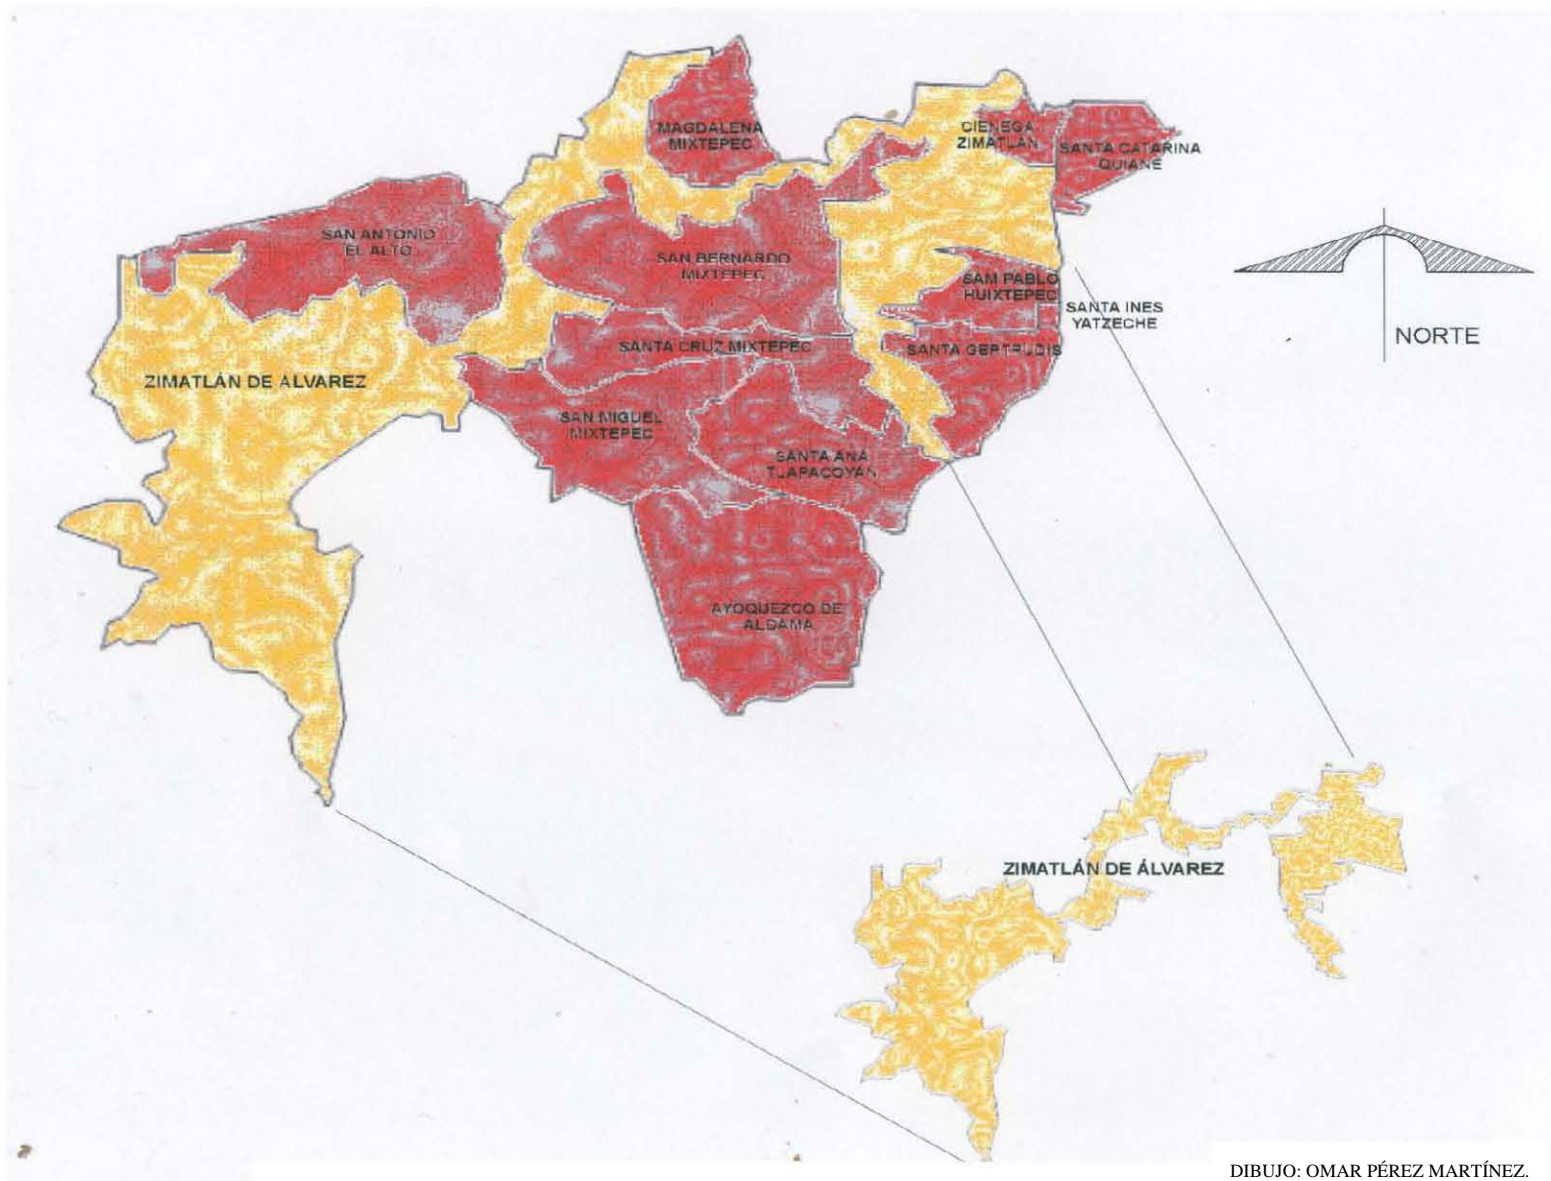 MAGDALENA
MIXTEPEC
CIENEGA
ZIMATLÁN
SANTA CATARINA
QUIANÉ
SAN ANTONIO
EL ALTO
SAN BERNARDO
MIXTEPEC
SAM PABLO
HUIXTEPEC
SANTA INES
YATZECHE
NORTE
SANTA CRUZ MIXTEPEC
SANTA GERTRUDIS
ZIMATLÁN DE ÁLVAREZ
SAN MIGUEL
MIXTEPEC
SANTA ANA
TLAPACOYAN
AYOQUEZCO DE
ALDAMA
ZIMATLÁN DE ÁLVAREZ
DIBUJO: OMAR PÉREZ MARTÍNEZ.